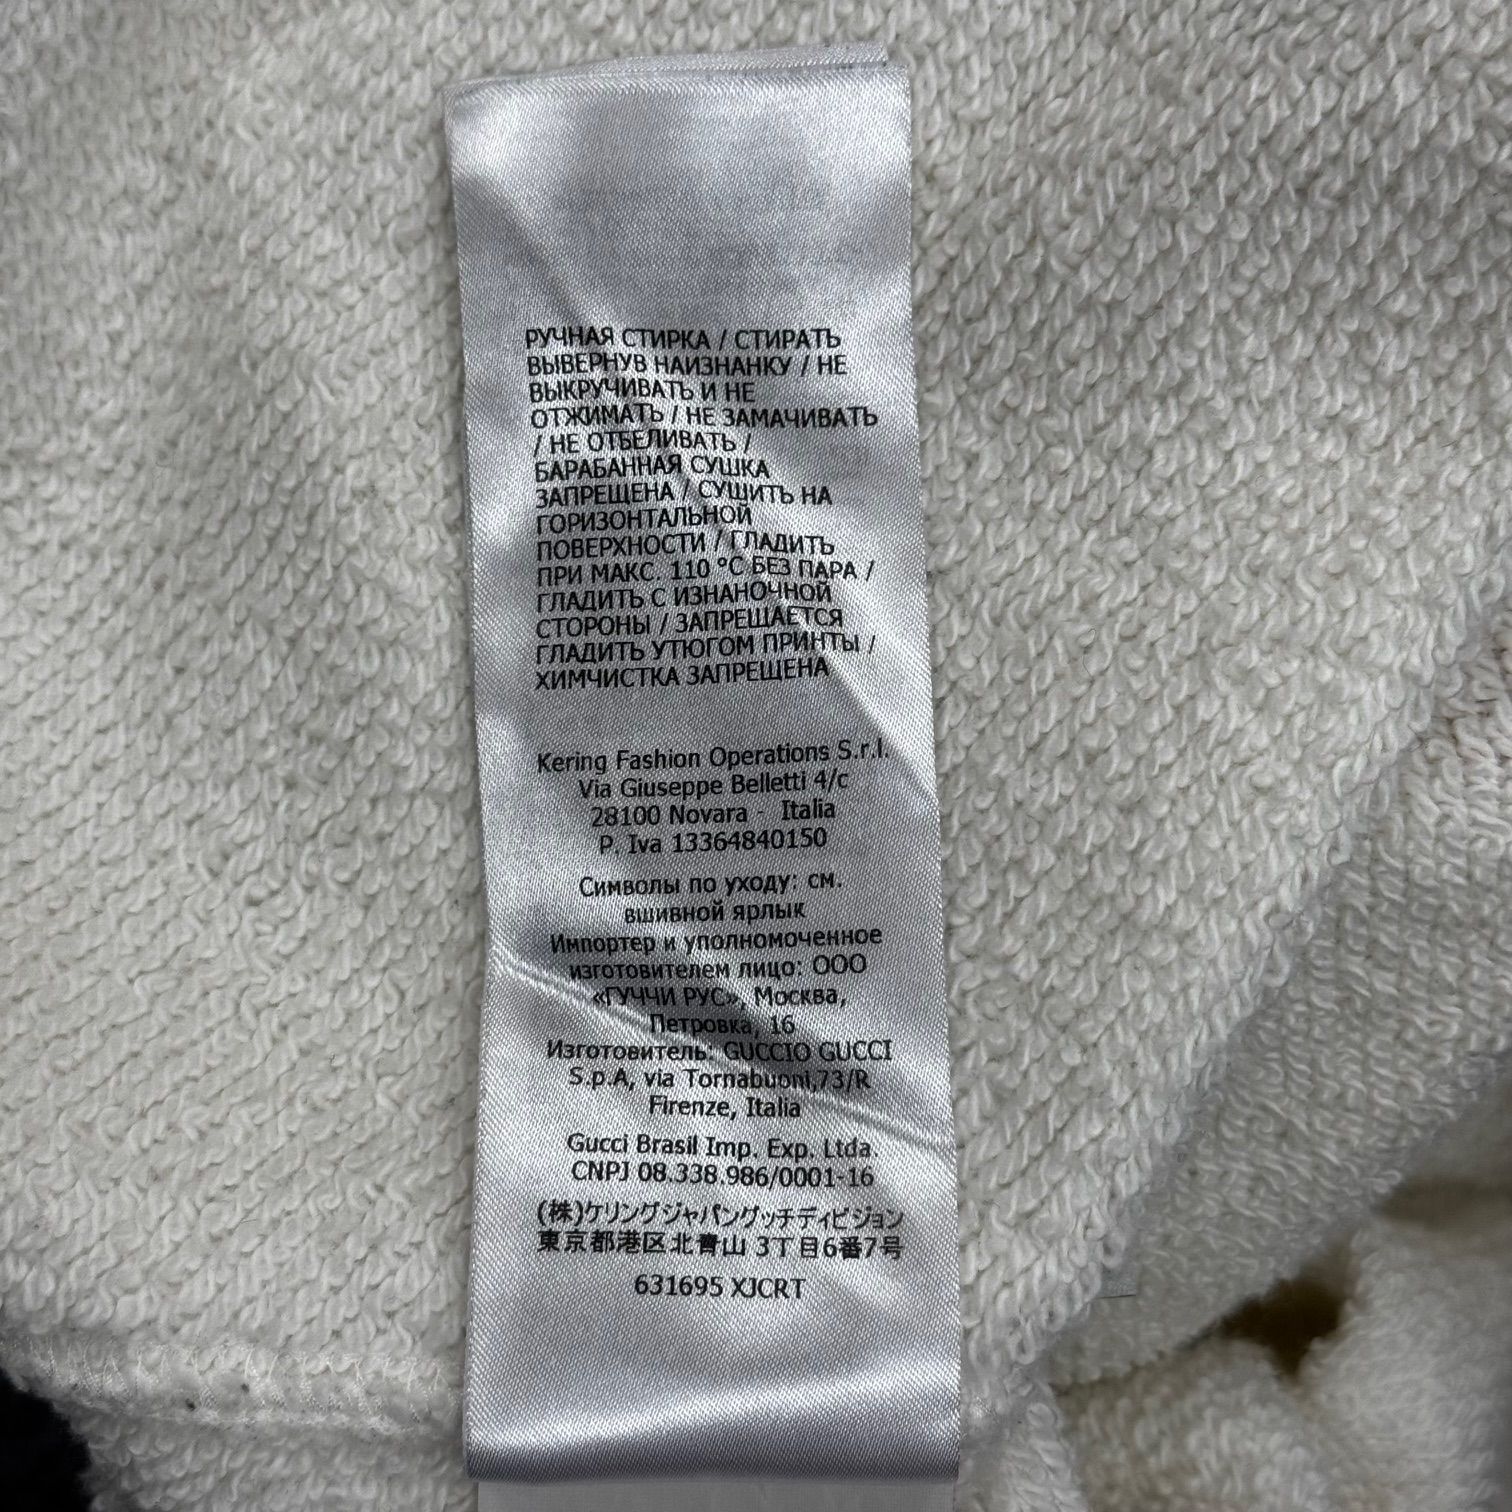 РУЧНАЯ СТИРКА / СТИРАТЬ
ВЫВЕРНУВ НАИЗНАНКУ / НЕ
ВЫКРУЧИВАТЬ И НЕ
ОТЖИМАТЬ / НЕ ЗАМАЧИВАТЬ
/ НЕ ОТБЕЛИВАТЬ /
БАРАБАННАЯ СУШКА
ЗАПРЕЩЕНА / СУШИТЬ НА
ГОРИЗОНТАЛЬНОЙ
ПОВЕРХНОСТИ / ГЛАДИТЬ
ПРИ МАКС. 110 °C БЕЗ ПАРА /
ГЛАДИТЬ С ИЗНАНОЧНОЙ
СТОРОНЫ / ЗАПРЕЩАЕТСЯ
ГЛАДИТЬ УТЮГОМ ПРИНТЫ /
ХИМЧИСТКА ЗАПРЕЩЕНА
Kering Fashion Operations S.r.l.
Via Giuseppe Belletti 4/c
28100 Novara - Italia
P. Iva 13364840150
Символы по уходу: см.
вшивной ярлык
Импортер и уполномоченное
изготовителем лицо: ООО
«ГУЧЧИ РУС», Москва,
Петровка, 16
Изготовитель: GUCCIO GUCCI
S.p.A, via Tornabuoni,73/R
Firenze, Italia
Gucci Brasil Imp. Exp. Ltda.
CNPJ 08.338.986/0001-16
(株)ケリングジャパングッチディビジョン
東京都港区北青山 3丁目6番7号
631695 XJCRT